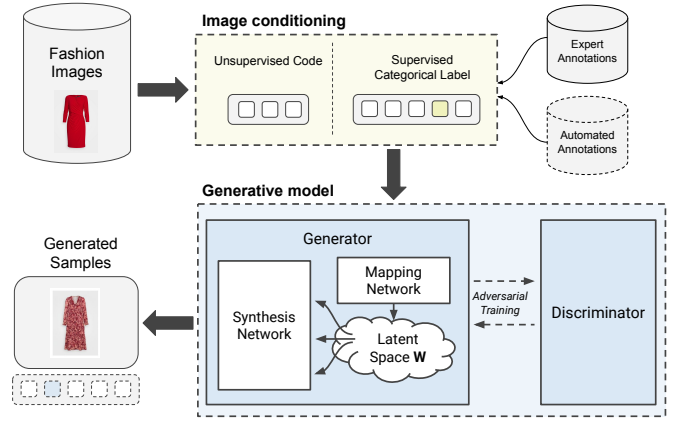 Fashion
Images
Image conditioning
Unsupervised Code
Supervised
Categorical Label
Expert
Annotations
Automated
Annotations
Generative model
Generator
Mapping
Network
Synthesis
Network
Latent
Space W
Adversarial
Training
Discriminator
Generated
Samples